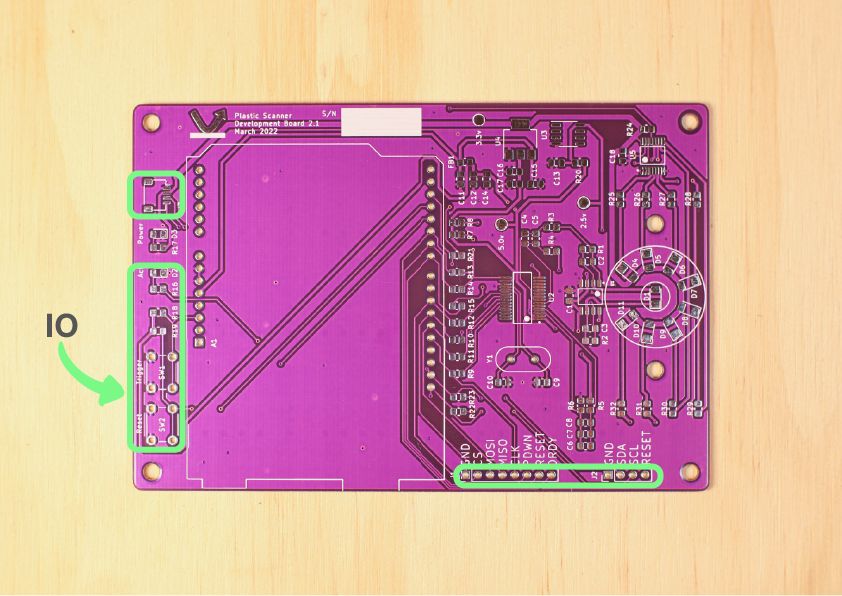 Plastic Scanner
S/N
Development Board 2.1
March 2022
3.3v
U4
U3
R24
U5
C18
FB1
C16
C15
C17
C13
R20
C11
C12
C14
R25
R26
R27
R28
2.5v
5.0v
Power
D3
R17
R8
R7
C4
C5
R3
R4
R1
C2
D4
D5
D6
D7
D1
D11
D10
D9
D8
R21
R13
R14
R15
R12
R10
R11
R9
D2
R16
R18
R19
IO
A1
U2
C1
C3
R2
Y1
C10
C9
Trigger
SW1
Reset
SW2
R23
R22
R6
R5
C8
C7
C6
R32
R31
R30
R29
GND
CS
MOSI
MISO
CLK
PDWN
RESET
DRDY
J2
GND
SDA
SCL
RESET